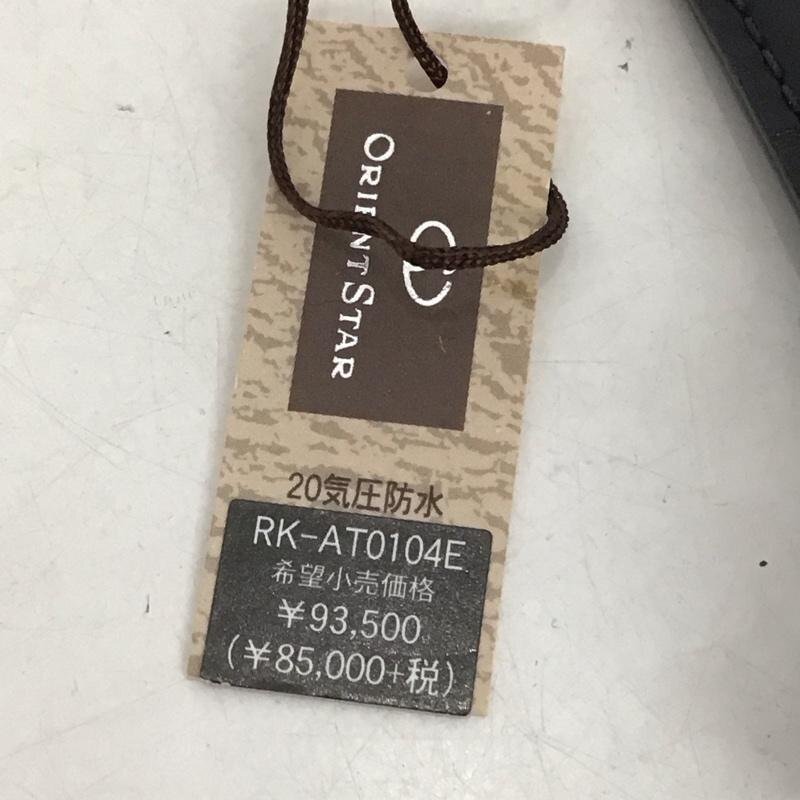 ORIENT STAR
20気圧防水
RK-AT0104E
希望小売価格
¥93,500
(¥85,000+税)